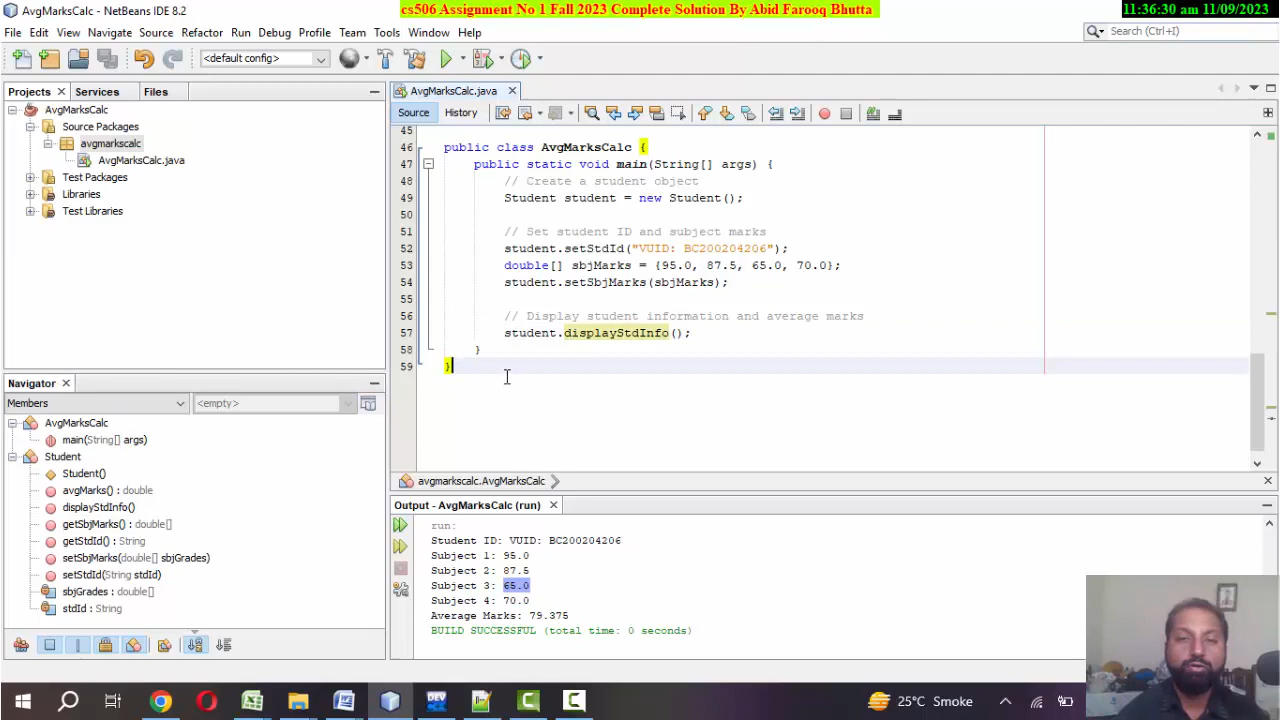 AvgMarksCalc - NetBeans IDE 8.2
cs506 Assignment No 1 Fall 2023 Complete Solution By Abid Farooq Bhutta
11:36:30 am 11/09/2023
File Edit View Navigate Source Refactor Run Debug Profile Team Tools Window Help
Search (Ctrl+I)
<default config>
Projects Services Files
AvgMarksCalc
Source Packages
avgmarkscalc
AvgMarksCalc.java
Test Packages
Libraries
Test Libraries
AvgMarksCalc.java
Source History
45
46 public class AvgMarksCalc {
47 public static void main(String[] args) {
48 // Create a student object
49 Student student = new Student();
50
51 // Set student ID and subject marks
52 student.setStdId("VUID: BC200204206");
53 double[] sbjMarks = {95.0, 87.5, 65.0, 70.0};
54 student.setSbjMarks(sbjMarks);
55
56 // Display student information and average marks
57 student.displayStdInfo();
58 }
59 }
avgmarkscalc.AvgMarksCalc
Navigator
Members <empty>
AvgMarksCalc
main(String[] args)
Student
Student()
avgMarks() : double
displayStdInfo()
getSbjMarks() : double[]
getStdId() : String
setSbjMarks(double[] sbjGrades)
setStdId(String stdId)
sbjGrades : double[]
stdId : String
Output - AvgMarksCalc (run)
run:
Student ID: VUID: BC200204206
Subject 1: 95.0
Subject 2: 87.5
Subject 3: 65.0
Subject 4: 70.0
Average Marks: 79.375
BUILD SUCCESSFUL (total time: 0 seconds)
25°C Smoke